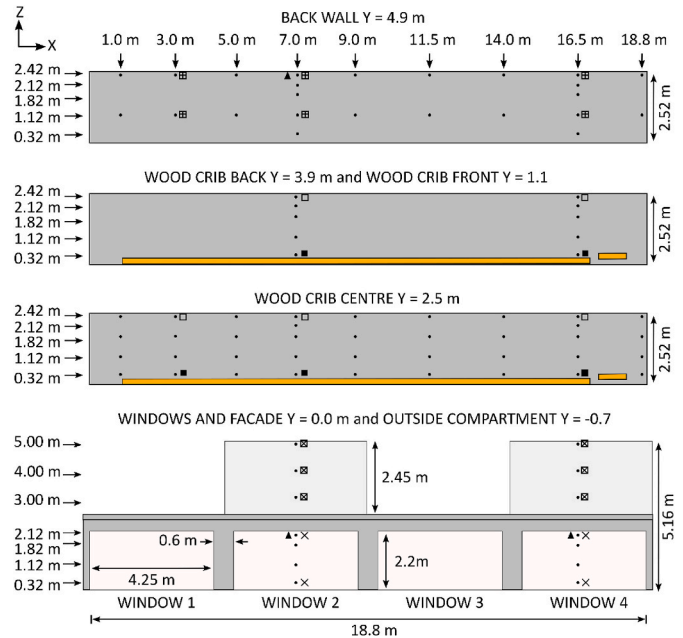 Z
X
BACK WALL Y = 4.9 m
1.0 m 3.0 m 5.0 m 7.0 m 9.0 m 11.5 m 14.0 m 16.5 m 18.8 m
2.42 m
2.12 m
1.82 m
1.12 m
0.32 m
2.52 m
WOOD CRIB BACK Y = 3.9 m and WOOD CRIB FRONT Y = 1.1
2.42 m
2.12 m
1.82 m
1.12 m
0.32 m
2.52 m
WOOD CRIB CENTRE Y = 2.5 m
2.42 m
2.12 m
1.82 m
1.12 m
0.32 m
2.52 m
WINDOWS AND FACADE Y = 0.0 m and OUTSIDE COMPARTMENT Y = -0.7
5.00 m
4.00 m
3.00 m
2.45 m
5.16 m
2.12 m
1.82 m
1.12 m
0.32 m
0.6 m
4.25 m
2.2m
WINDOW 1 WINDOW 2 WINDOW 3 WINDOW 4
18.8 m